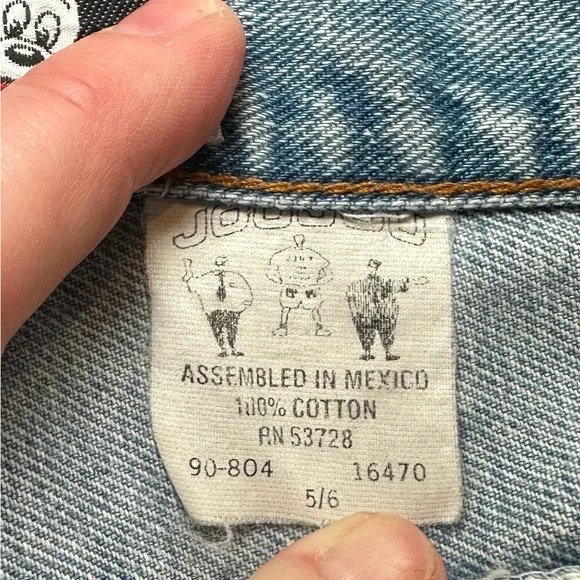 ASSEMBLED IN MEXICO
100% COTTON
RN 53728
90-804 16470
5/6